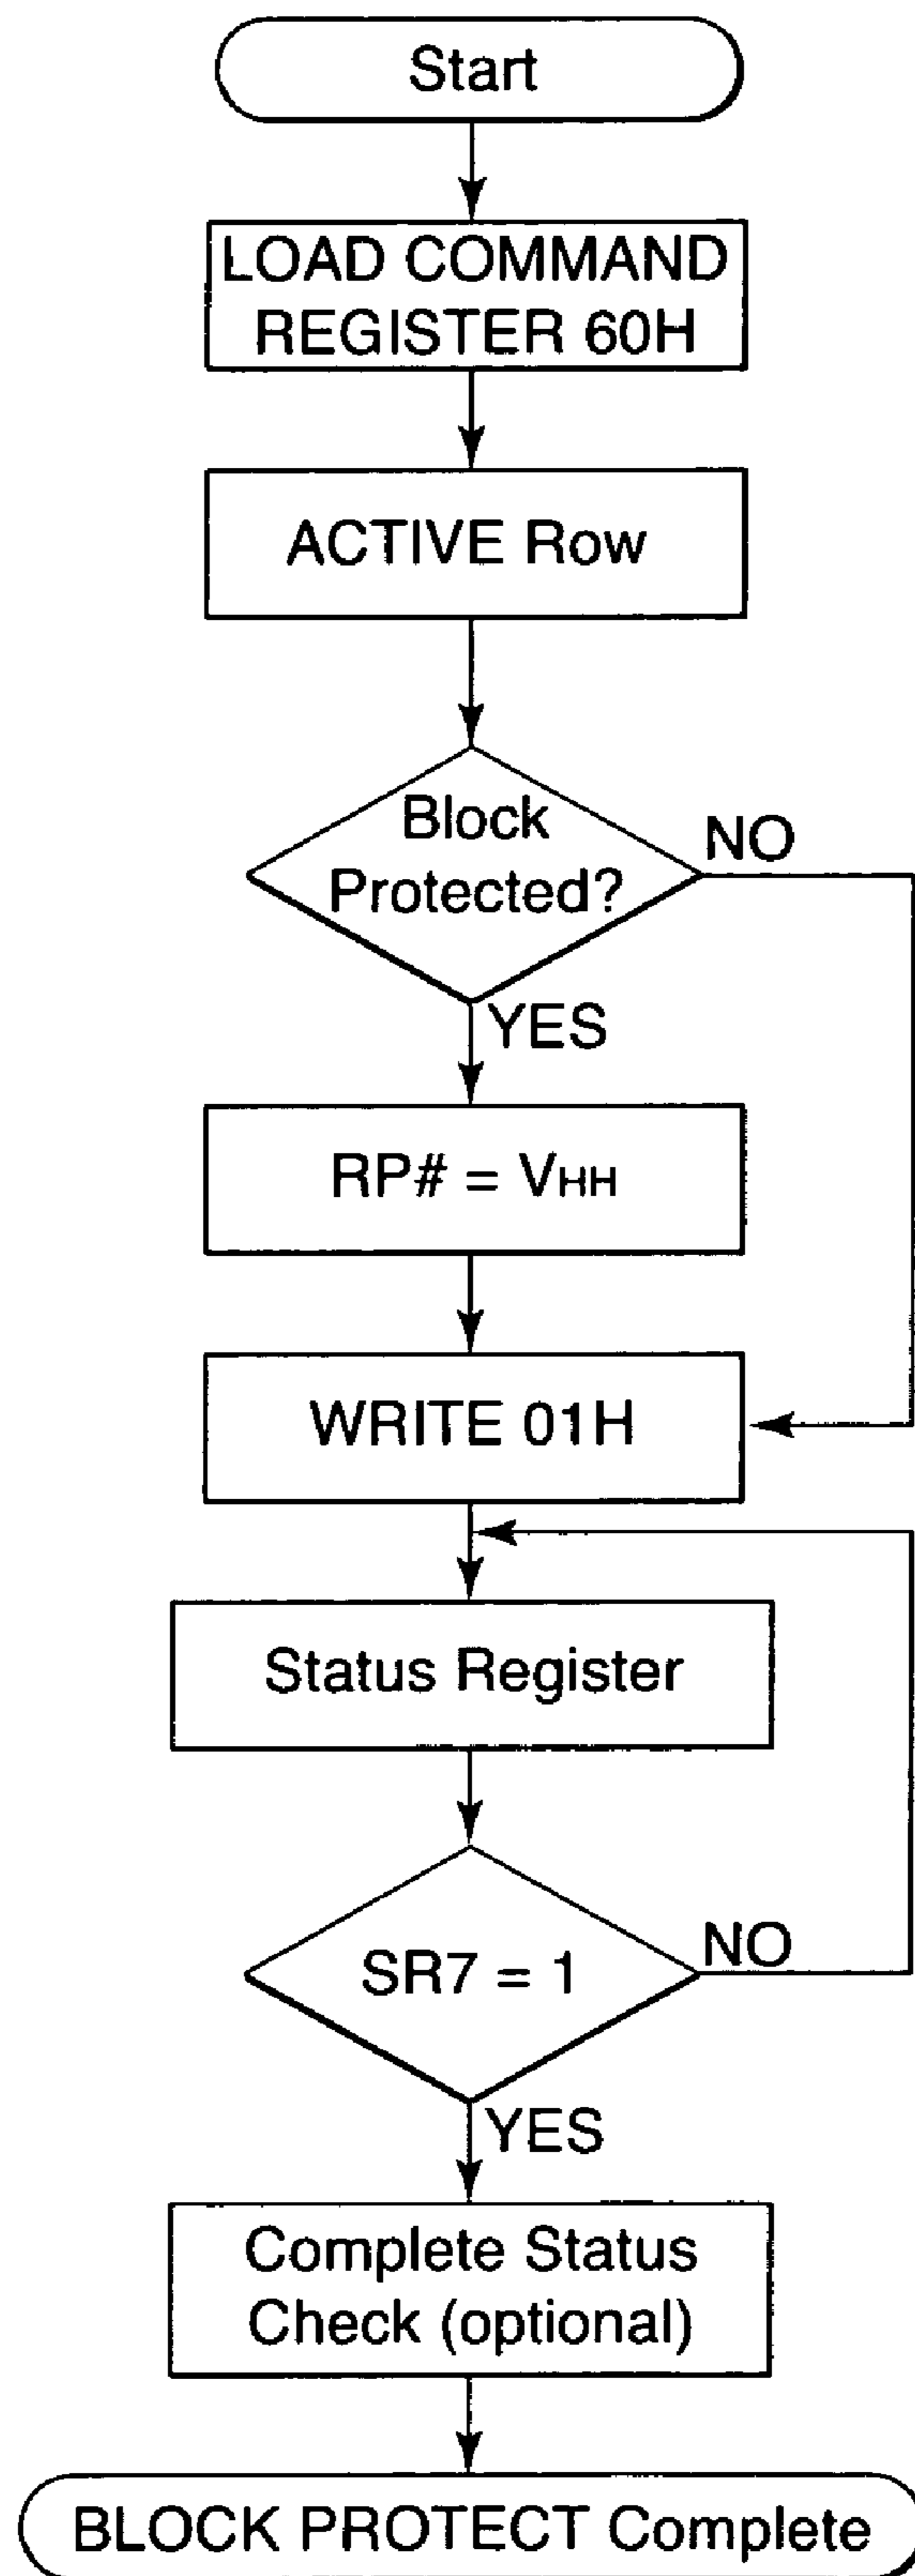 Start
LOAD COMMAND
REGISTER 60H
ACTIVE Row
Block
Protected?
NO
YES
RP# = VHH
WRITE 01H
Status Register
SR7 = 1
NO
YES
Complete Status
Check (optional)
BLOCK PROTECT Complete